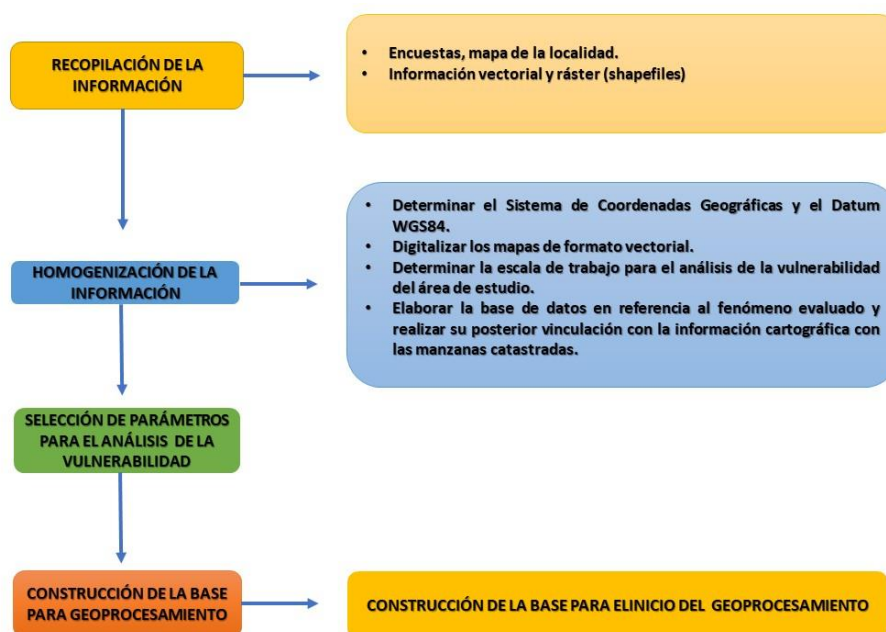 RECOPILACIÓN DE LA
INFORMACIÓN
• Encuestas, mapa de la localidad.
• Información vectorial y ráster (shapefiles)
HOMOGENIZACIÓN DE LA
INFORMACIÓN
• Determinar el Sistema de Coordenadas Geográficas y el Datum
WGS84.
• Digitalizar los mapas de formato vectorial.
• Determinar la escala de trabajo para el análisis de la vulnerabilidad
del área de estudio.
• Elaborar la base de datos en referencia al fenómeno evaluado y
realizar su posterior vinculación con la información cartográfica con
las manzanas catastradas.
SELECCIÓN DE PARÁMETROS
PARA EL ANÁLISIS DE LA
VULNERABILIDAD
CONSTRUCCIÓN DE LA BASE
PARA GEOPROCESAMIENTO
CONSTRUCCIÓN DE LA BASE PARA ELINICIO DEL GEOPROCESAMIENTO